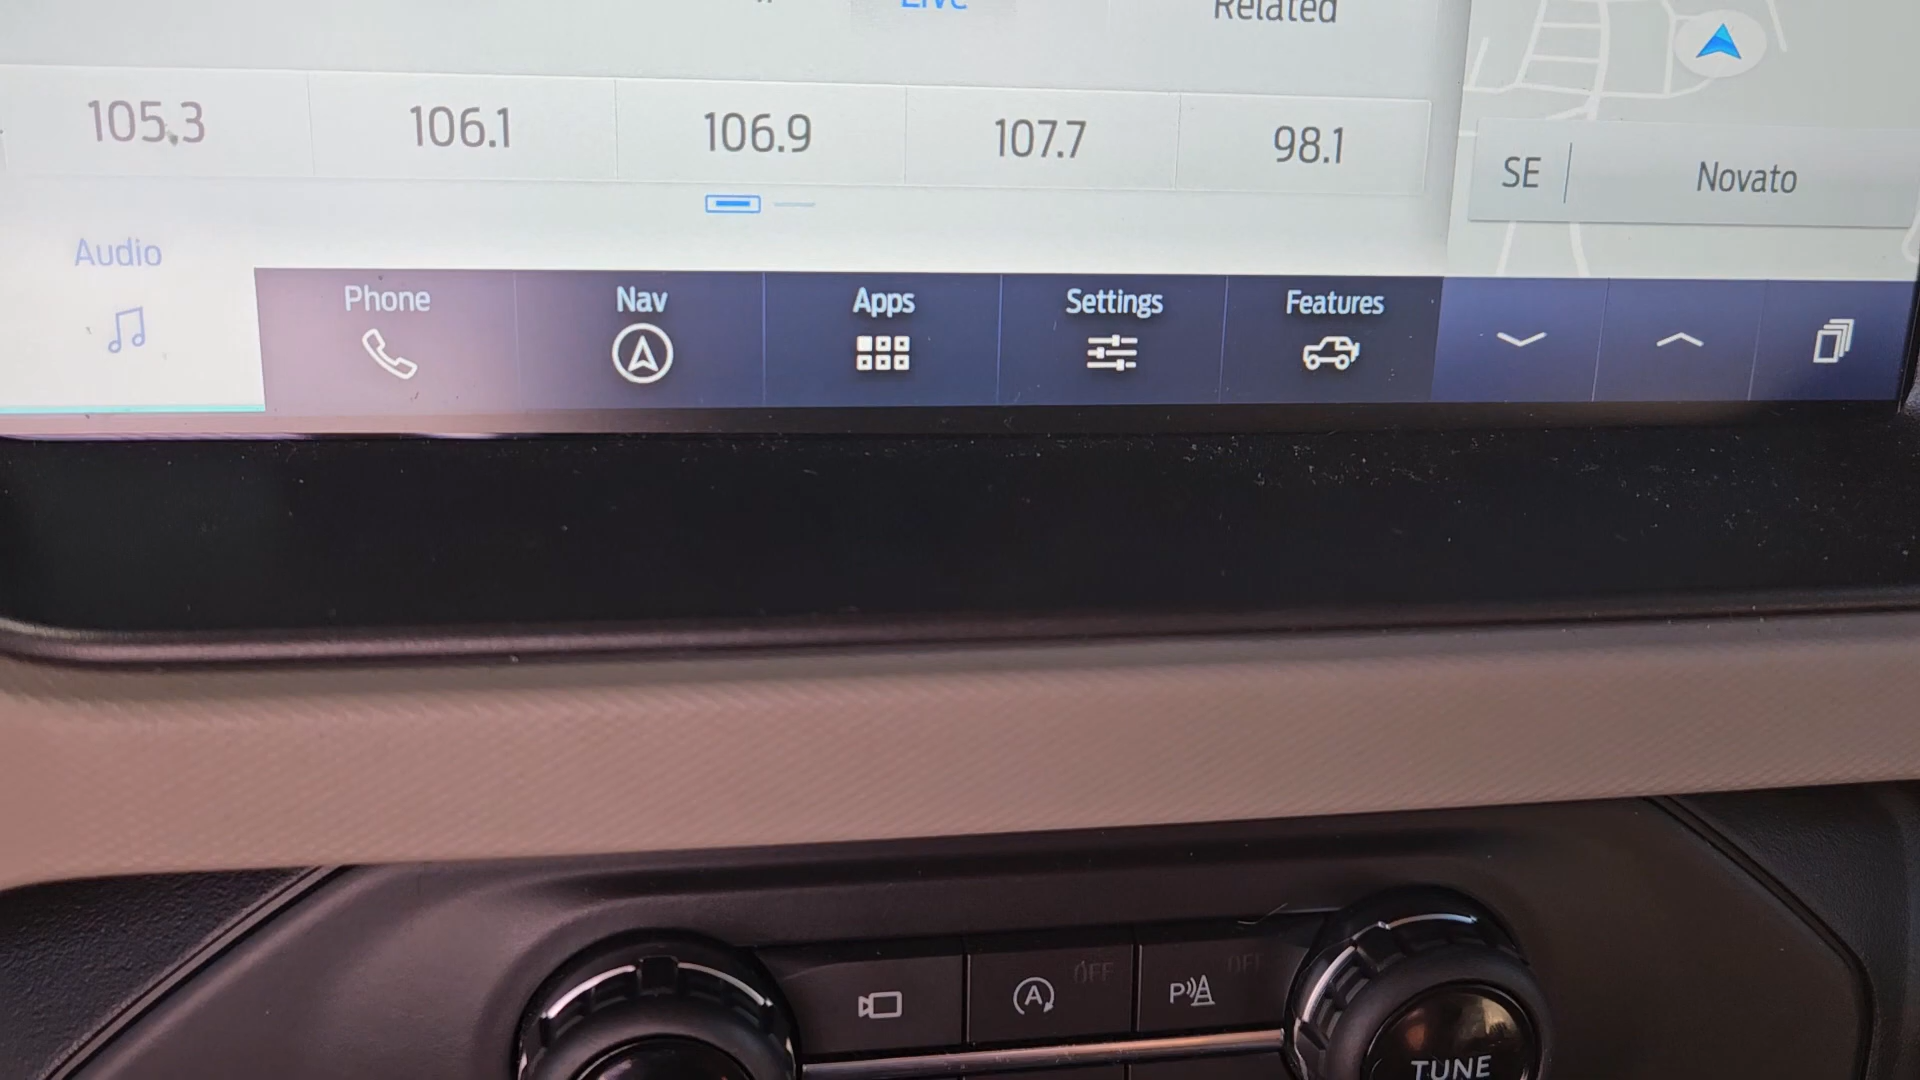 Live
Related
105.3
106.1
106.9
107.7
98.1
SE
Novato
Audio
Phone
Nav
Apps
Settings
Features
A
OFF
P
OFF
TUNE